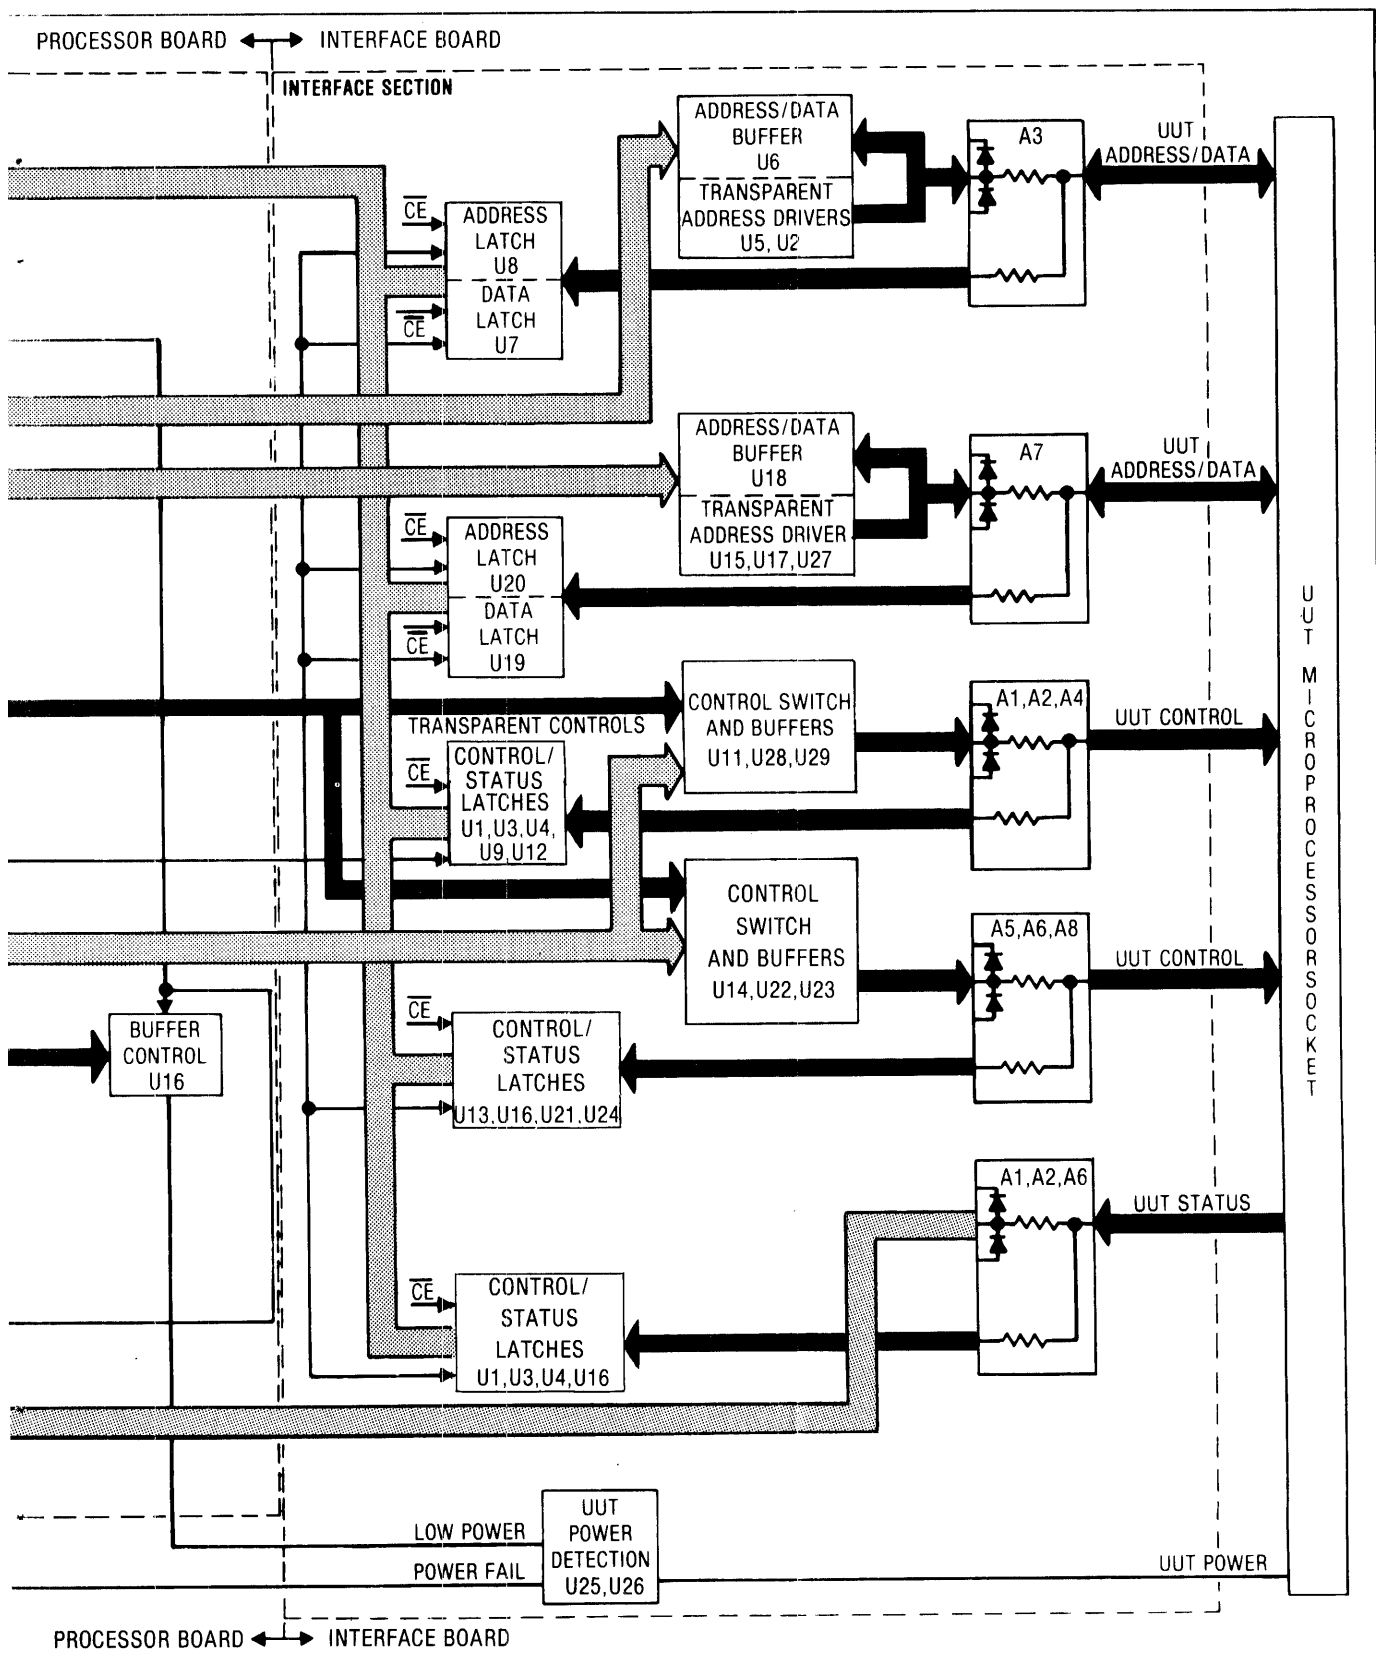 PROCESSOR BOARD
INTERFACE BOARD
INTERFACE SECTION
ADDRESS/DATA
BUFFER
U6
TRANSPARENT
ADDRESS DRIVERS
U5, U2
A3
UUT
ADDRESS/DATA
CE
ADDRESS
LATCH
U8
DATA
LATCH
U7
CE
ADDRESS/DATA
BUFFER
U18
TRANSPARENT
ADDRESS DRIVER
U15,U17,U27
A7
UUT
ADDRESS/DATA
CE
ADDRESS
LATCH
U20
DATA
LATCH
U19
CE
UUT MICROPROCESSOR SOCKET
TRANSPARENT CONTROLS
CONTROL SWITCH
AND BUFFERS
U11,U28,U29
A1,A2,A4
UUT CONTROL
CE
CONTROL/
STATUS
LATCHES
U1,U3,U4,
U9,U12
CONTROL
SWITCH
AND BUFFERS
U14,U22,U23
A5,A6,A8
UUT CONTROL
BUFFER
CONTROL
U16
CE
CONTROL/
STATUS
LATCHES
U13,U16,U21,U24
A1,A2,A6
UUT STATUS
CE
CONTROL/
STATUS
LATCHES
U1,U3,U4,U16
LOW POWER
POWER FAIL
UUT
POWER
DETECTION
U25,U26
UUT POWER
PROCESSOR BOARD
INTERFACE BOARD